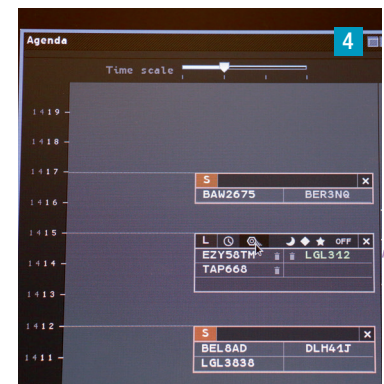 4
Agenda
Time scale
1419
1418
1417
S ×
BAW2675 BER3NQ
1416
1415
L OFF ×
EZY58TM LGL312
1414
TAP668
1413
1412
S ×
BEL8AD DLH41J
1411
LGL3838